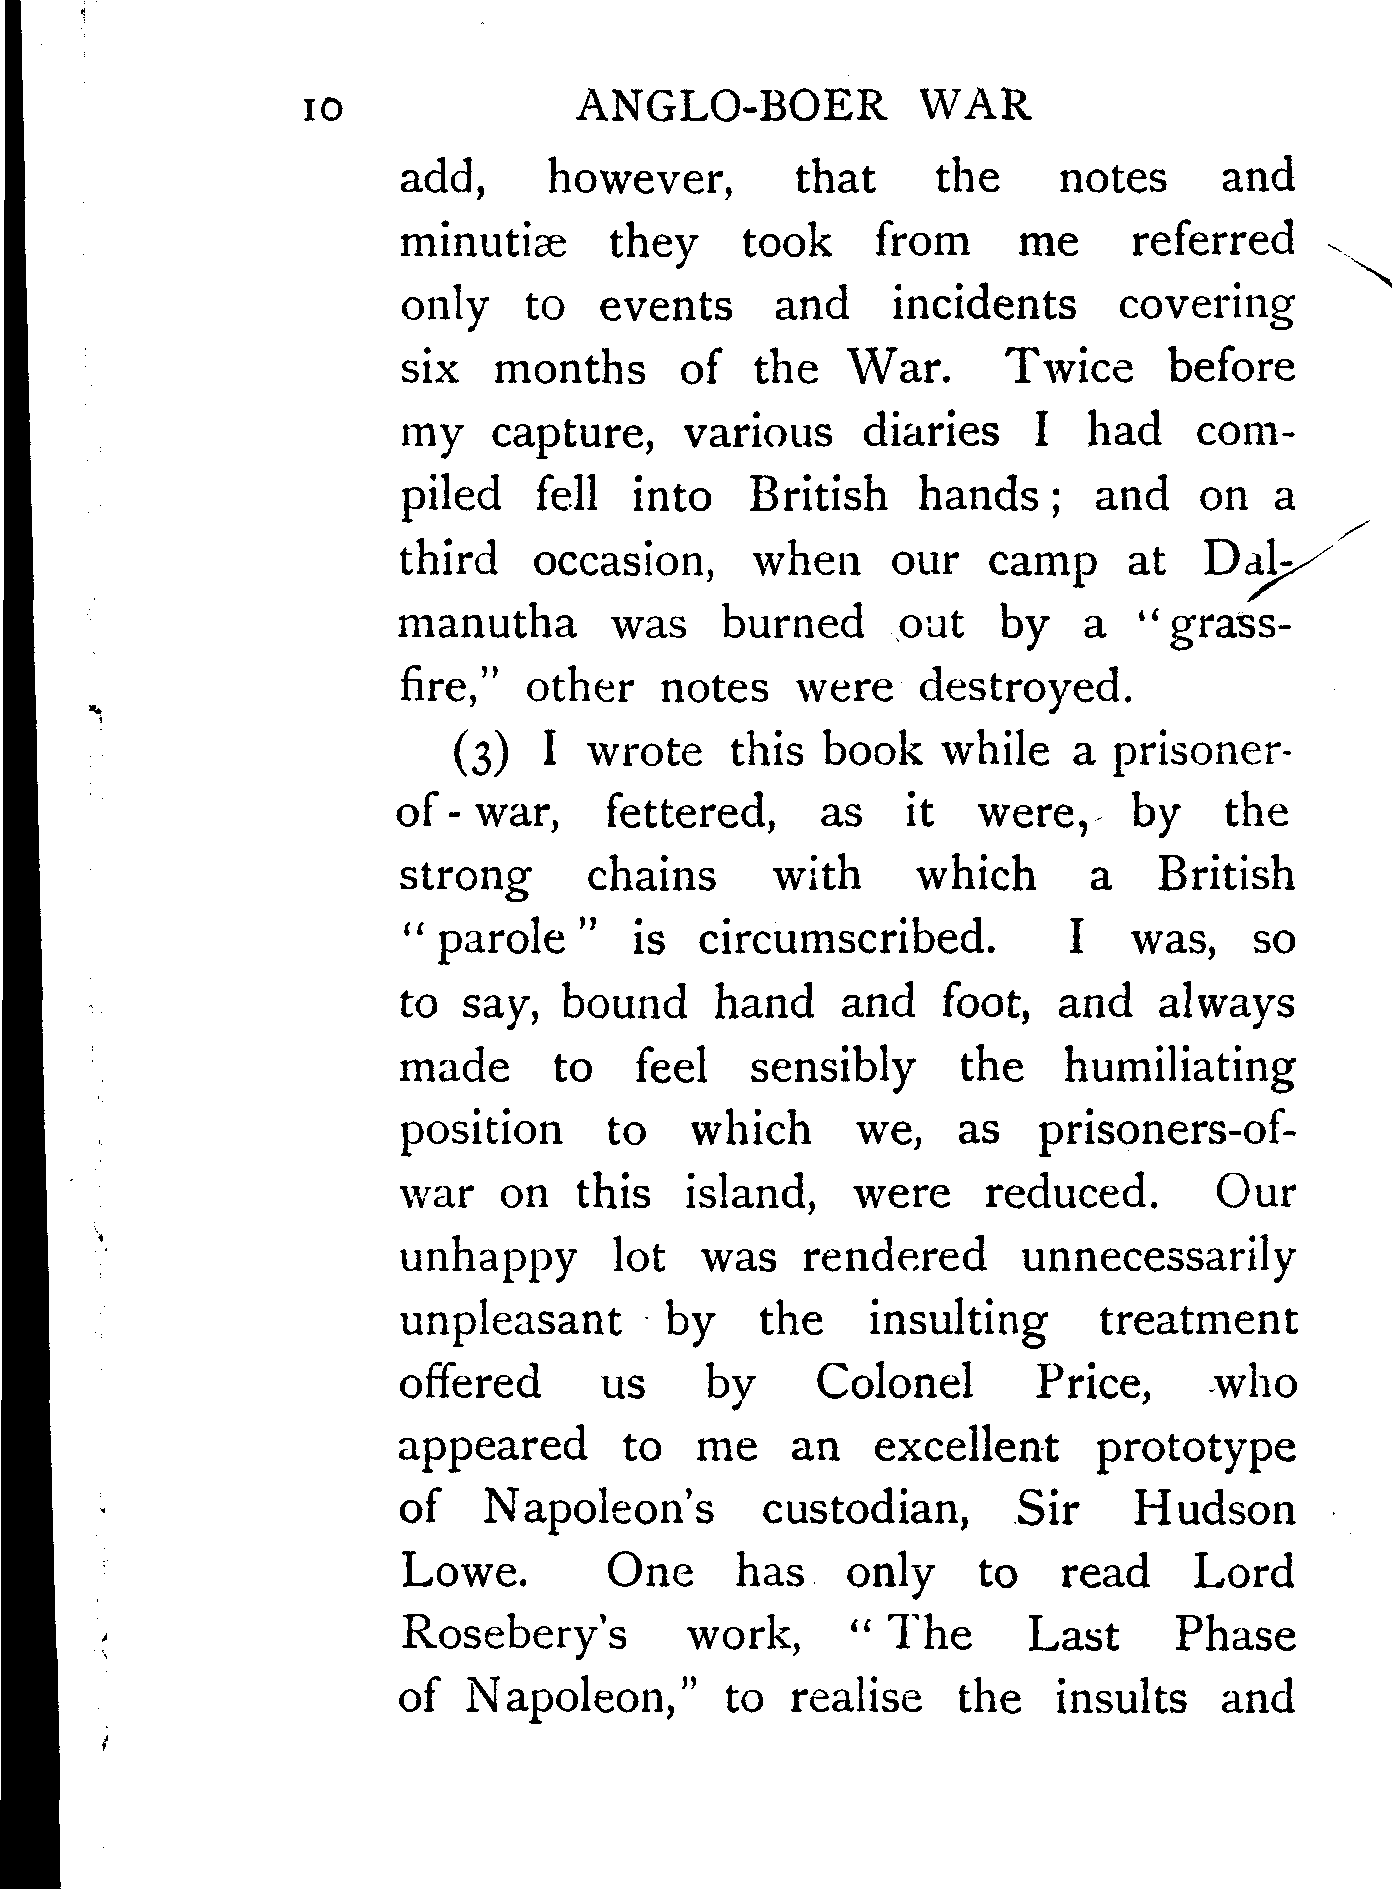 10 ANGLO-BOER WAR
add, however, that the notes and
minutiæ they took from me referred
only to events and incidents covering
six months of the War. Twice before
my capture, various diaries I had com-
piled fell into British hands; and on a
third occasion, when our camp at Dal-
manutha was burned out by a "grass-
fire," other notes were destroyed.
(3) I wrote this book while a prisoner-
of-war, fettered, as it were, by the
strong chains with which a British
"parole" is circumscribed. I was, so
to say, bound hand and foot, and always
made to feel sensibly the humiliating
position to which we, as prisoners-of-
war on this island, were reduced. Our
unhappy lot was rendered unnecessarily
unpleasant by the insulting treatment
offered us by Colonel Price, who
appeared to me an excellent prototype
of Napoleon's custodian, Sir Hudson
Lowe. One has only to read Lord
Rosebery's work, "The Last Phase
of Napoleon," to realise the insults and